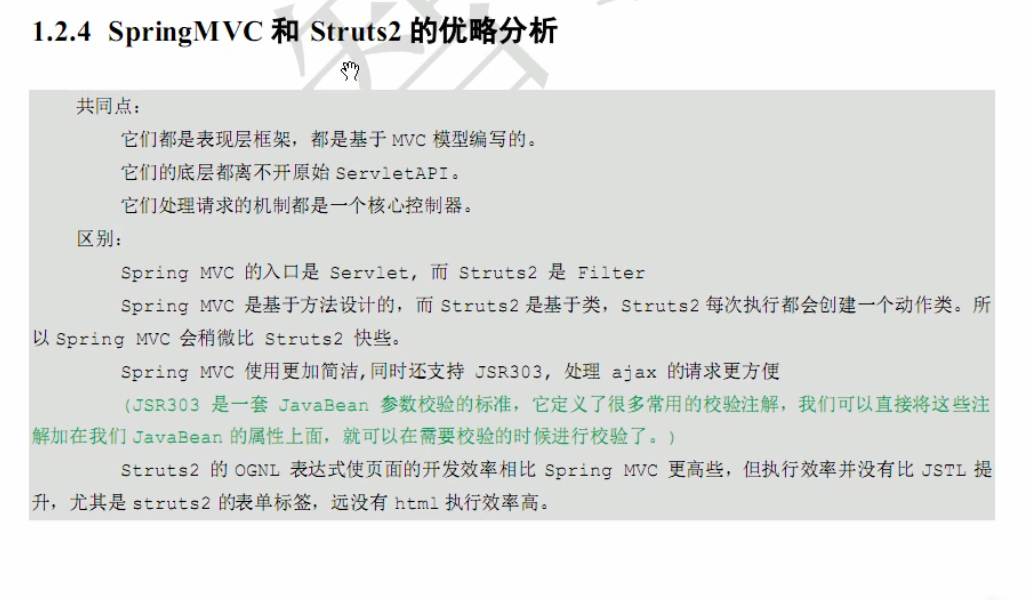 1.2.4 SpringMVC 和 Struts2 的优略分析
共同点：
它们都是表现层框架，都是基于 MVC 模型编写的。
它们的底层都离不开原始 ServletAPI。
它们处理请求的机制都是一个核心控制器。
区别：
Spring MVC 的入口是 Servlet, 而 Struts2 是 Filter
Spring MVC 是基于方法设计的，而 Struts2 是基于类，Struts2 每次执行都会创建一个动作类。所
以 Spring MVC 会稍微比 Struts2 快些。
Spring MVC 使用更加简洁,同时还支持 JSR303, 处理 ajax 的请求更方便
(JSR303 是一套 JavaBean 参数校验的标准，它定义了很多常用的校验注解，我们可以直接将这些注
解加在我们 JavaBean 的属性上面，就可以在需要校验的时候进行校验了。)
Struts2 的 OGNL 表达式使页面的开发效率相比 Spring MVC 更高些，但执行效率并没有比 JSTL 提
升，尤其是 struts2 的表单标签，远没有 html 执行效率高。